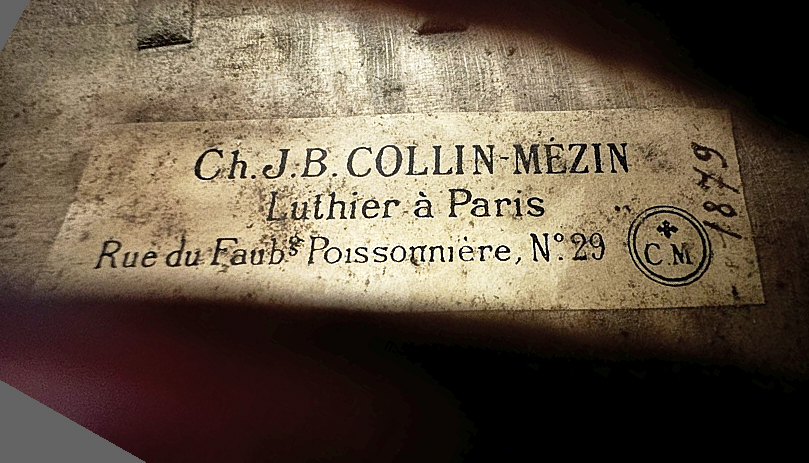 Ch. J. B. COLLIN-MÉZIN
Luthier à Paris
Rue du Faubg Poissonnière, N° 29
C M
1879